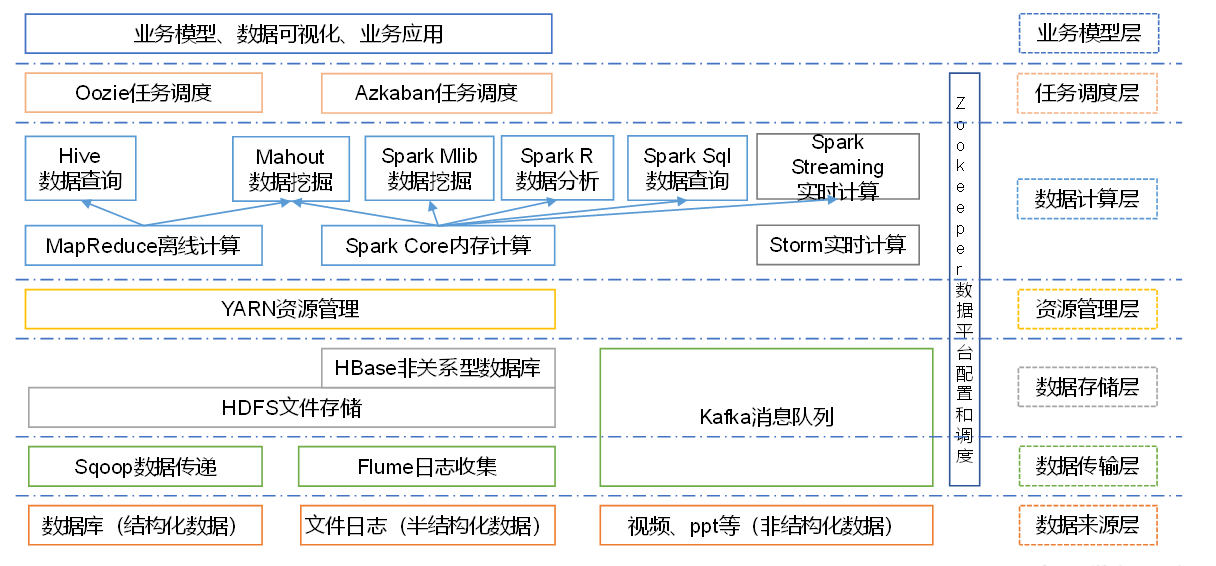 业务模型、数据可视化、业务应用
业务模型层
Oozie任务调度
Azkaban任务调度
任务调度层
Hive
数据查询
Mahout
数据挖掘
Spark Mlib
数据挖掘
Spark R
数据分析
Spark Sql
数据查询
Spark
Streaming
实时计算
数据计算层
MapReduce离线计算
Spark Core内存计算
Storm实时计算
Zookeeper数据平台配置和调度
YARN资源管理
资源管理层
HBase非关系型数据库
HDFS文件存储
Kafka消息队列
数据存储层
Sqoop数据传递
Flume日志收集
数据传输层
数据库（结构化数据）
文件日志（半结构化数据）
视频、ppt等（非结构化数据）
数据来源层